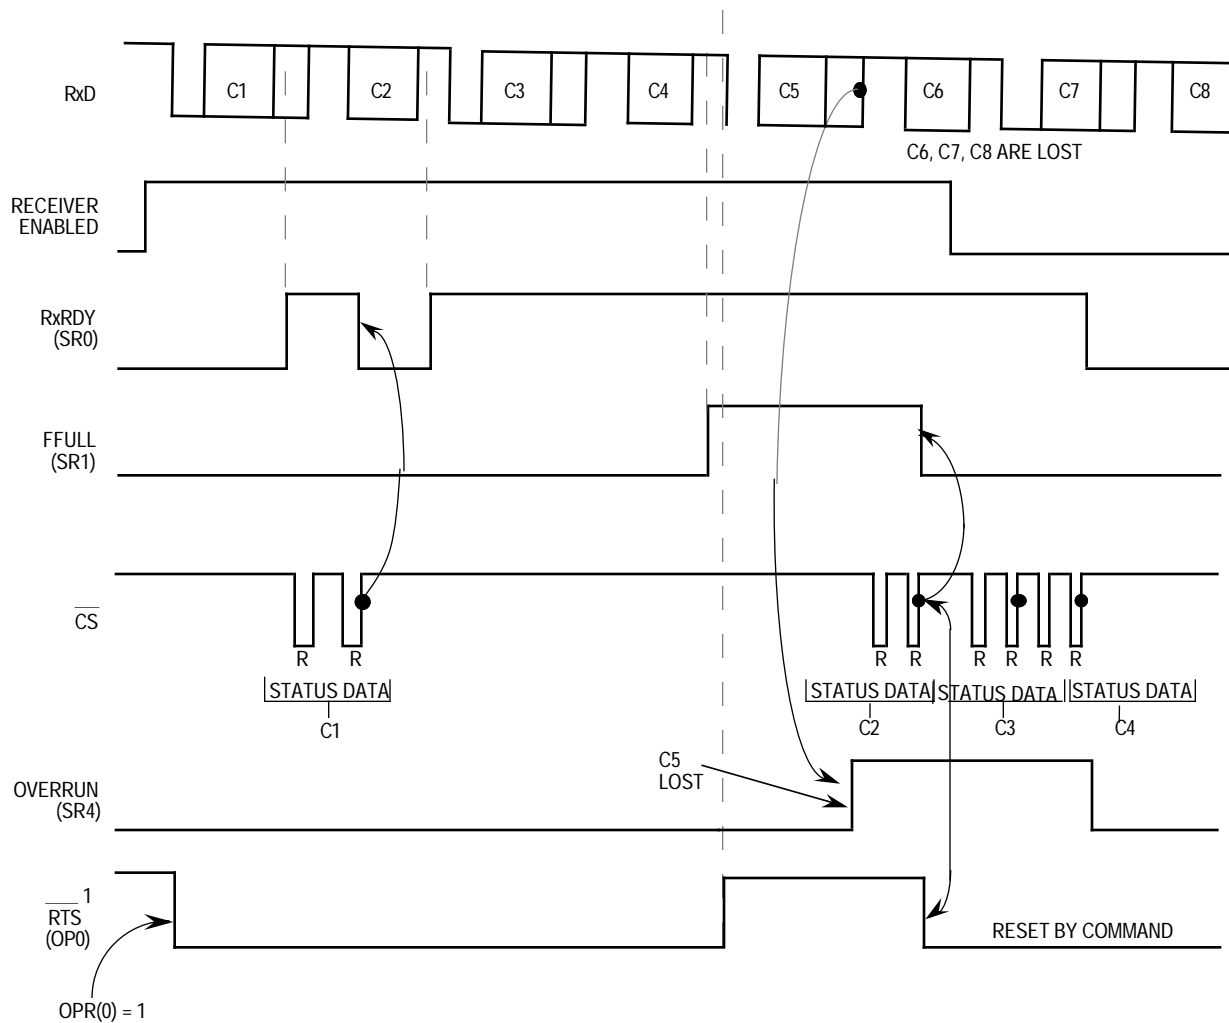 RxD
C1
C2
C3
C4
C5
C6
C7
C8
C6, C7, C8 ARE LOST
RECEIVER
ENABLED
RxRDY
(SR0)
FFULL
(SR1)
CS
R
R
R
R
R
R
R
R
STATUS DATA
STATUS DATA
STATUS DATA
STATUS DATA
C1
C2
C3
C4
C5
LOST
OVERRUN
(SR4)
RTS 1
(OP0)
RESET BY COMMAND
OPR(0) = 1